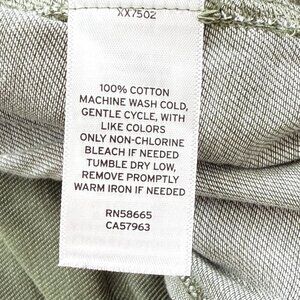 XX7502
100% COTTON
MACHINE WASH COLD,
GENTLE CYCLE, WITH
LIKE COLORS
ONLY NON-CHLORINE
BLEACH IF NEEDED
TUMBLE DRY LOW,
REMOVE PROMPTLY
WARM IRON IF NEEDED
RN58665
CA57963